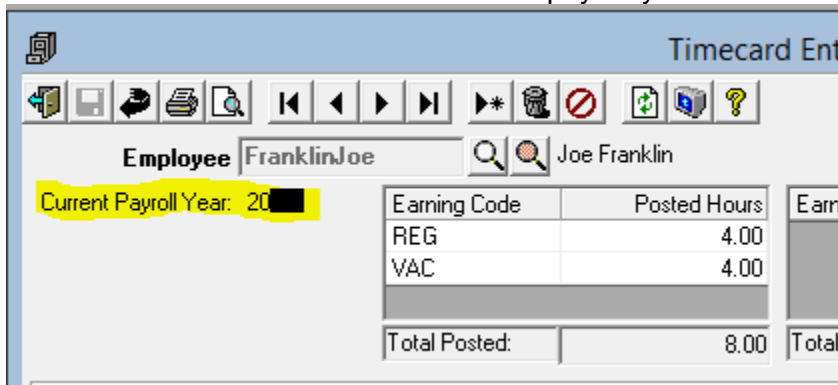 Timecard Ent
Employee FranklinJoe Joe Franklin
Current Payroll Year: 20
Earning Code Posted Hours Earn
REG 4.00
VAC 4.00
Total Posted: 8.00 Total